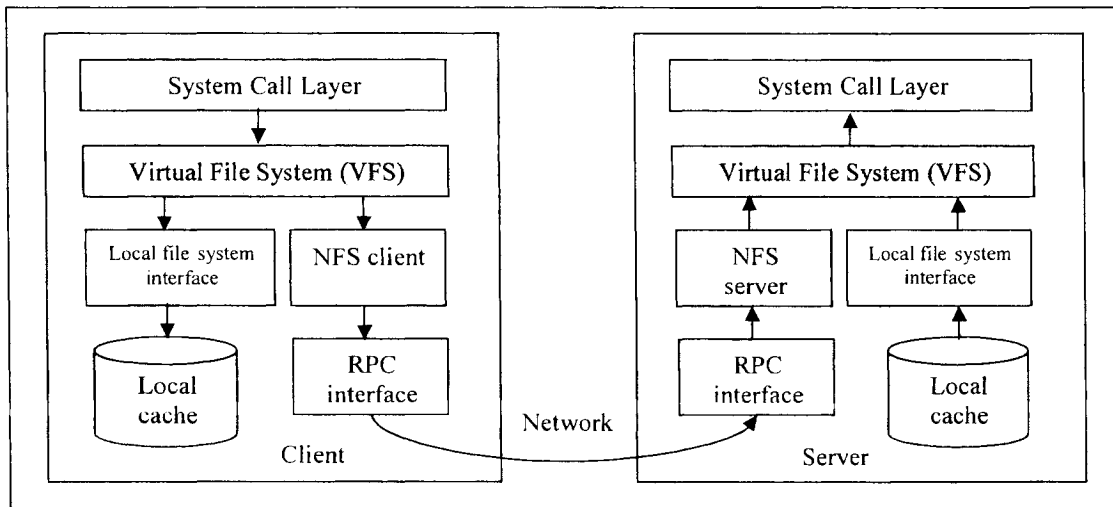 System Call Layer
Virtual File System (VFS)
Local file system
interface
NFS client
Local
cache
RPC
interface
Client
Network
System Call Layer
Virtual File System (VFS)
NFS
server
Local file system
interface
RPC
interface
Local
cache
Server